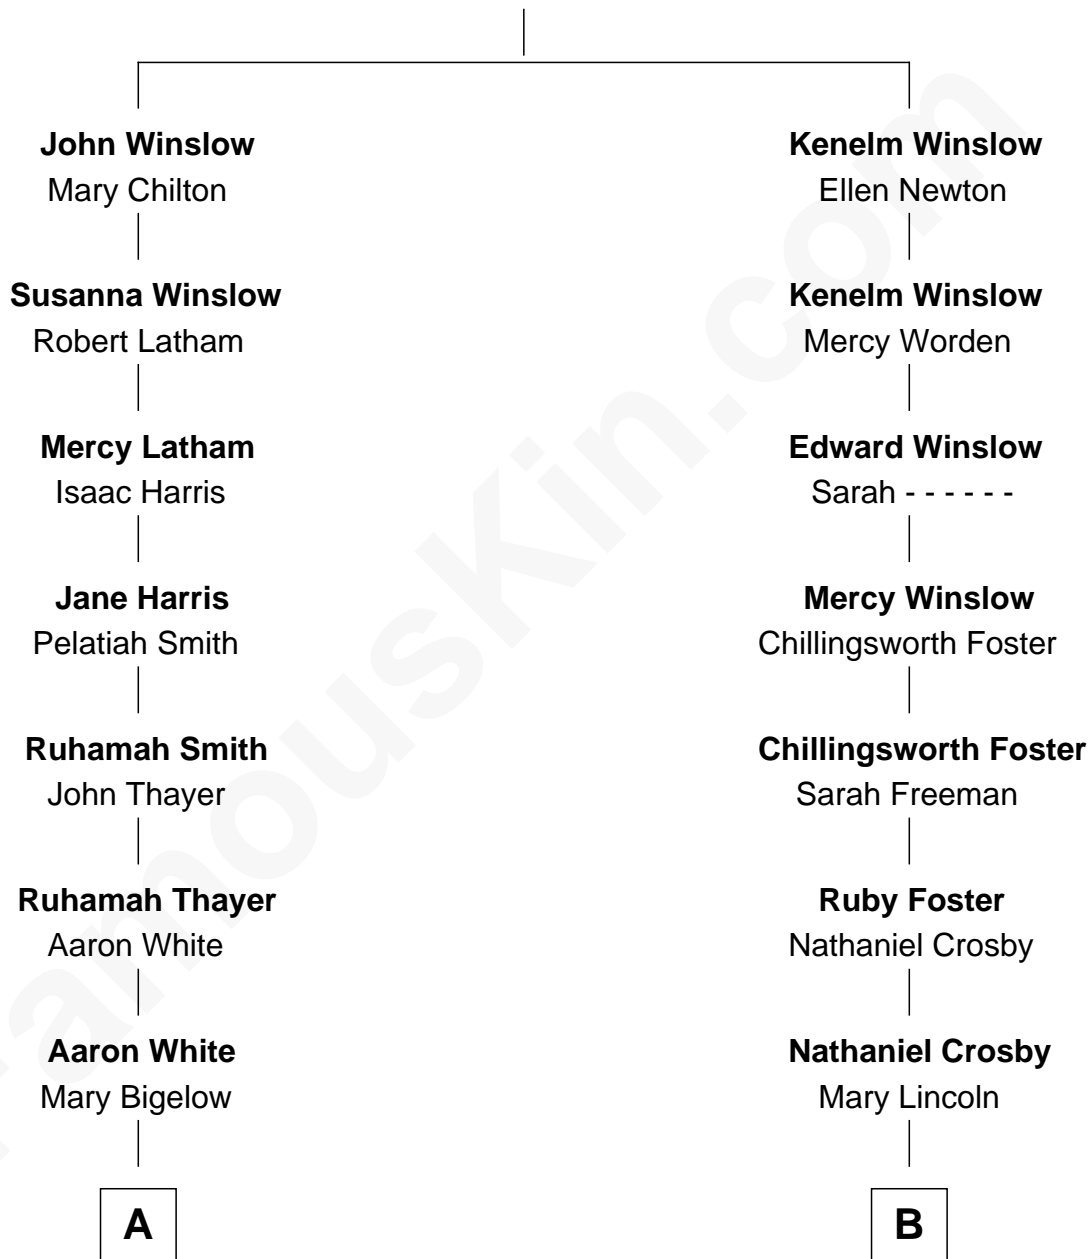 John Winslow
Mary Chilton
Kenelm Winslow
Ellen Newton
Susanna Winslow
Robert Latham
Kenelm Winslow
Mercy Worden
Mercy Latham
Isaac Harris
Edward Winslow
Sarah - - - - - -
Jane Harris
Pelatiah Smith
Mercy Winslow
Chillingsworth Foster
Ruhamah Smith
John Thayer
Chillingsworth Foster
Sarah Freeman
Ruhamah Thayer
Aaron White
Ruby Foster
Nathaniel Crosby
Aaron White
Mary Bigelow
Nathaniel Crosby
Mary Lincoln
A
B
FamousKin.com